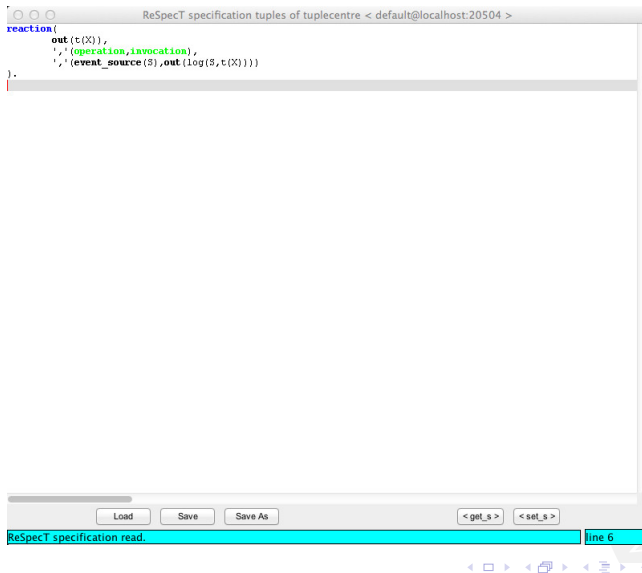 ReSpecT specification tuples of tuplecentre < default@localhost:20504 >
reaction(
out(t(X)),
','(operation,invocation),
','(event_source(S),out(log(S,t(X))))
).
Load Save Save As < get_s > < set_s >
ReSpecT specification read. line 6